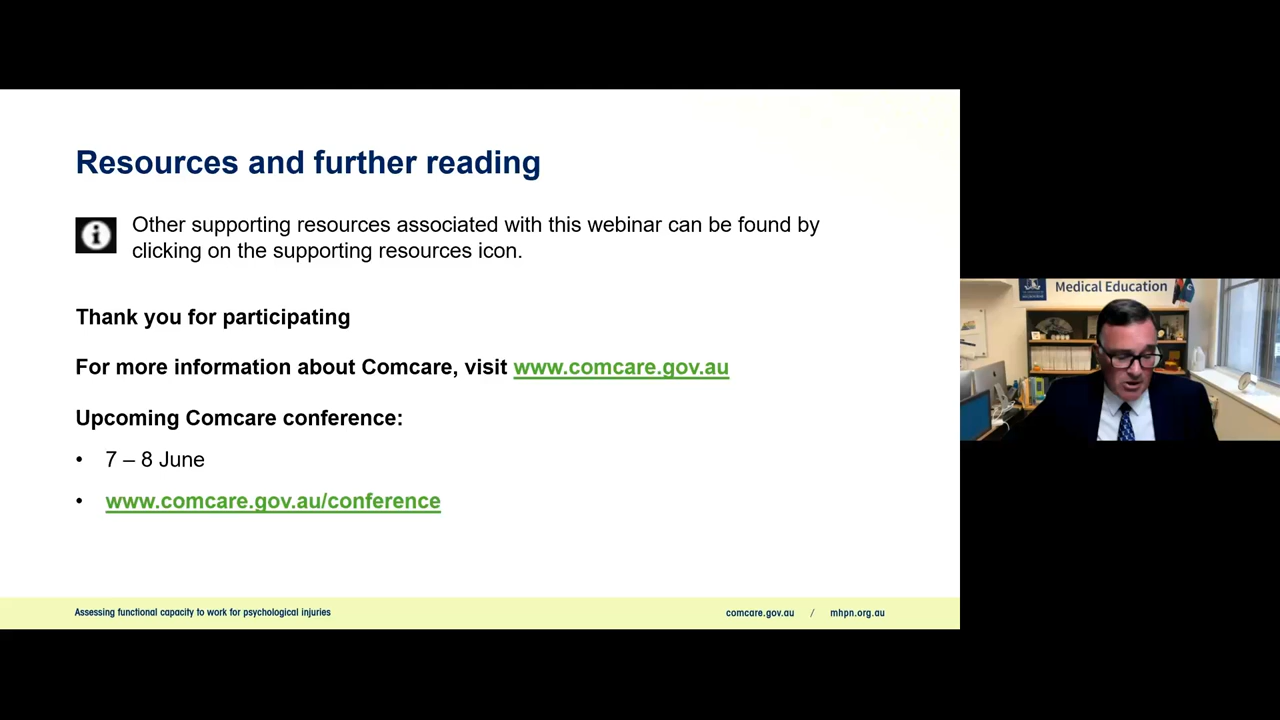 Resources and further reading
Other supporting resources associated with this webinar can be found by
clicking on the supporting resources icon.
Thank you for participating
For more information about Comcare, visit www.comcare.gov.au
Upcoming Comcare conference:
• 7 – 8 June
• www.comcare.gov.au/conference
Assessing functional capacity to work for psychological injuries
comcare.gov.au / mhpn.org.au
Medical Education